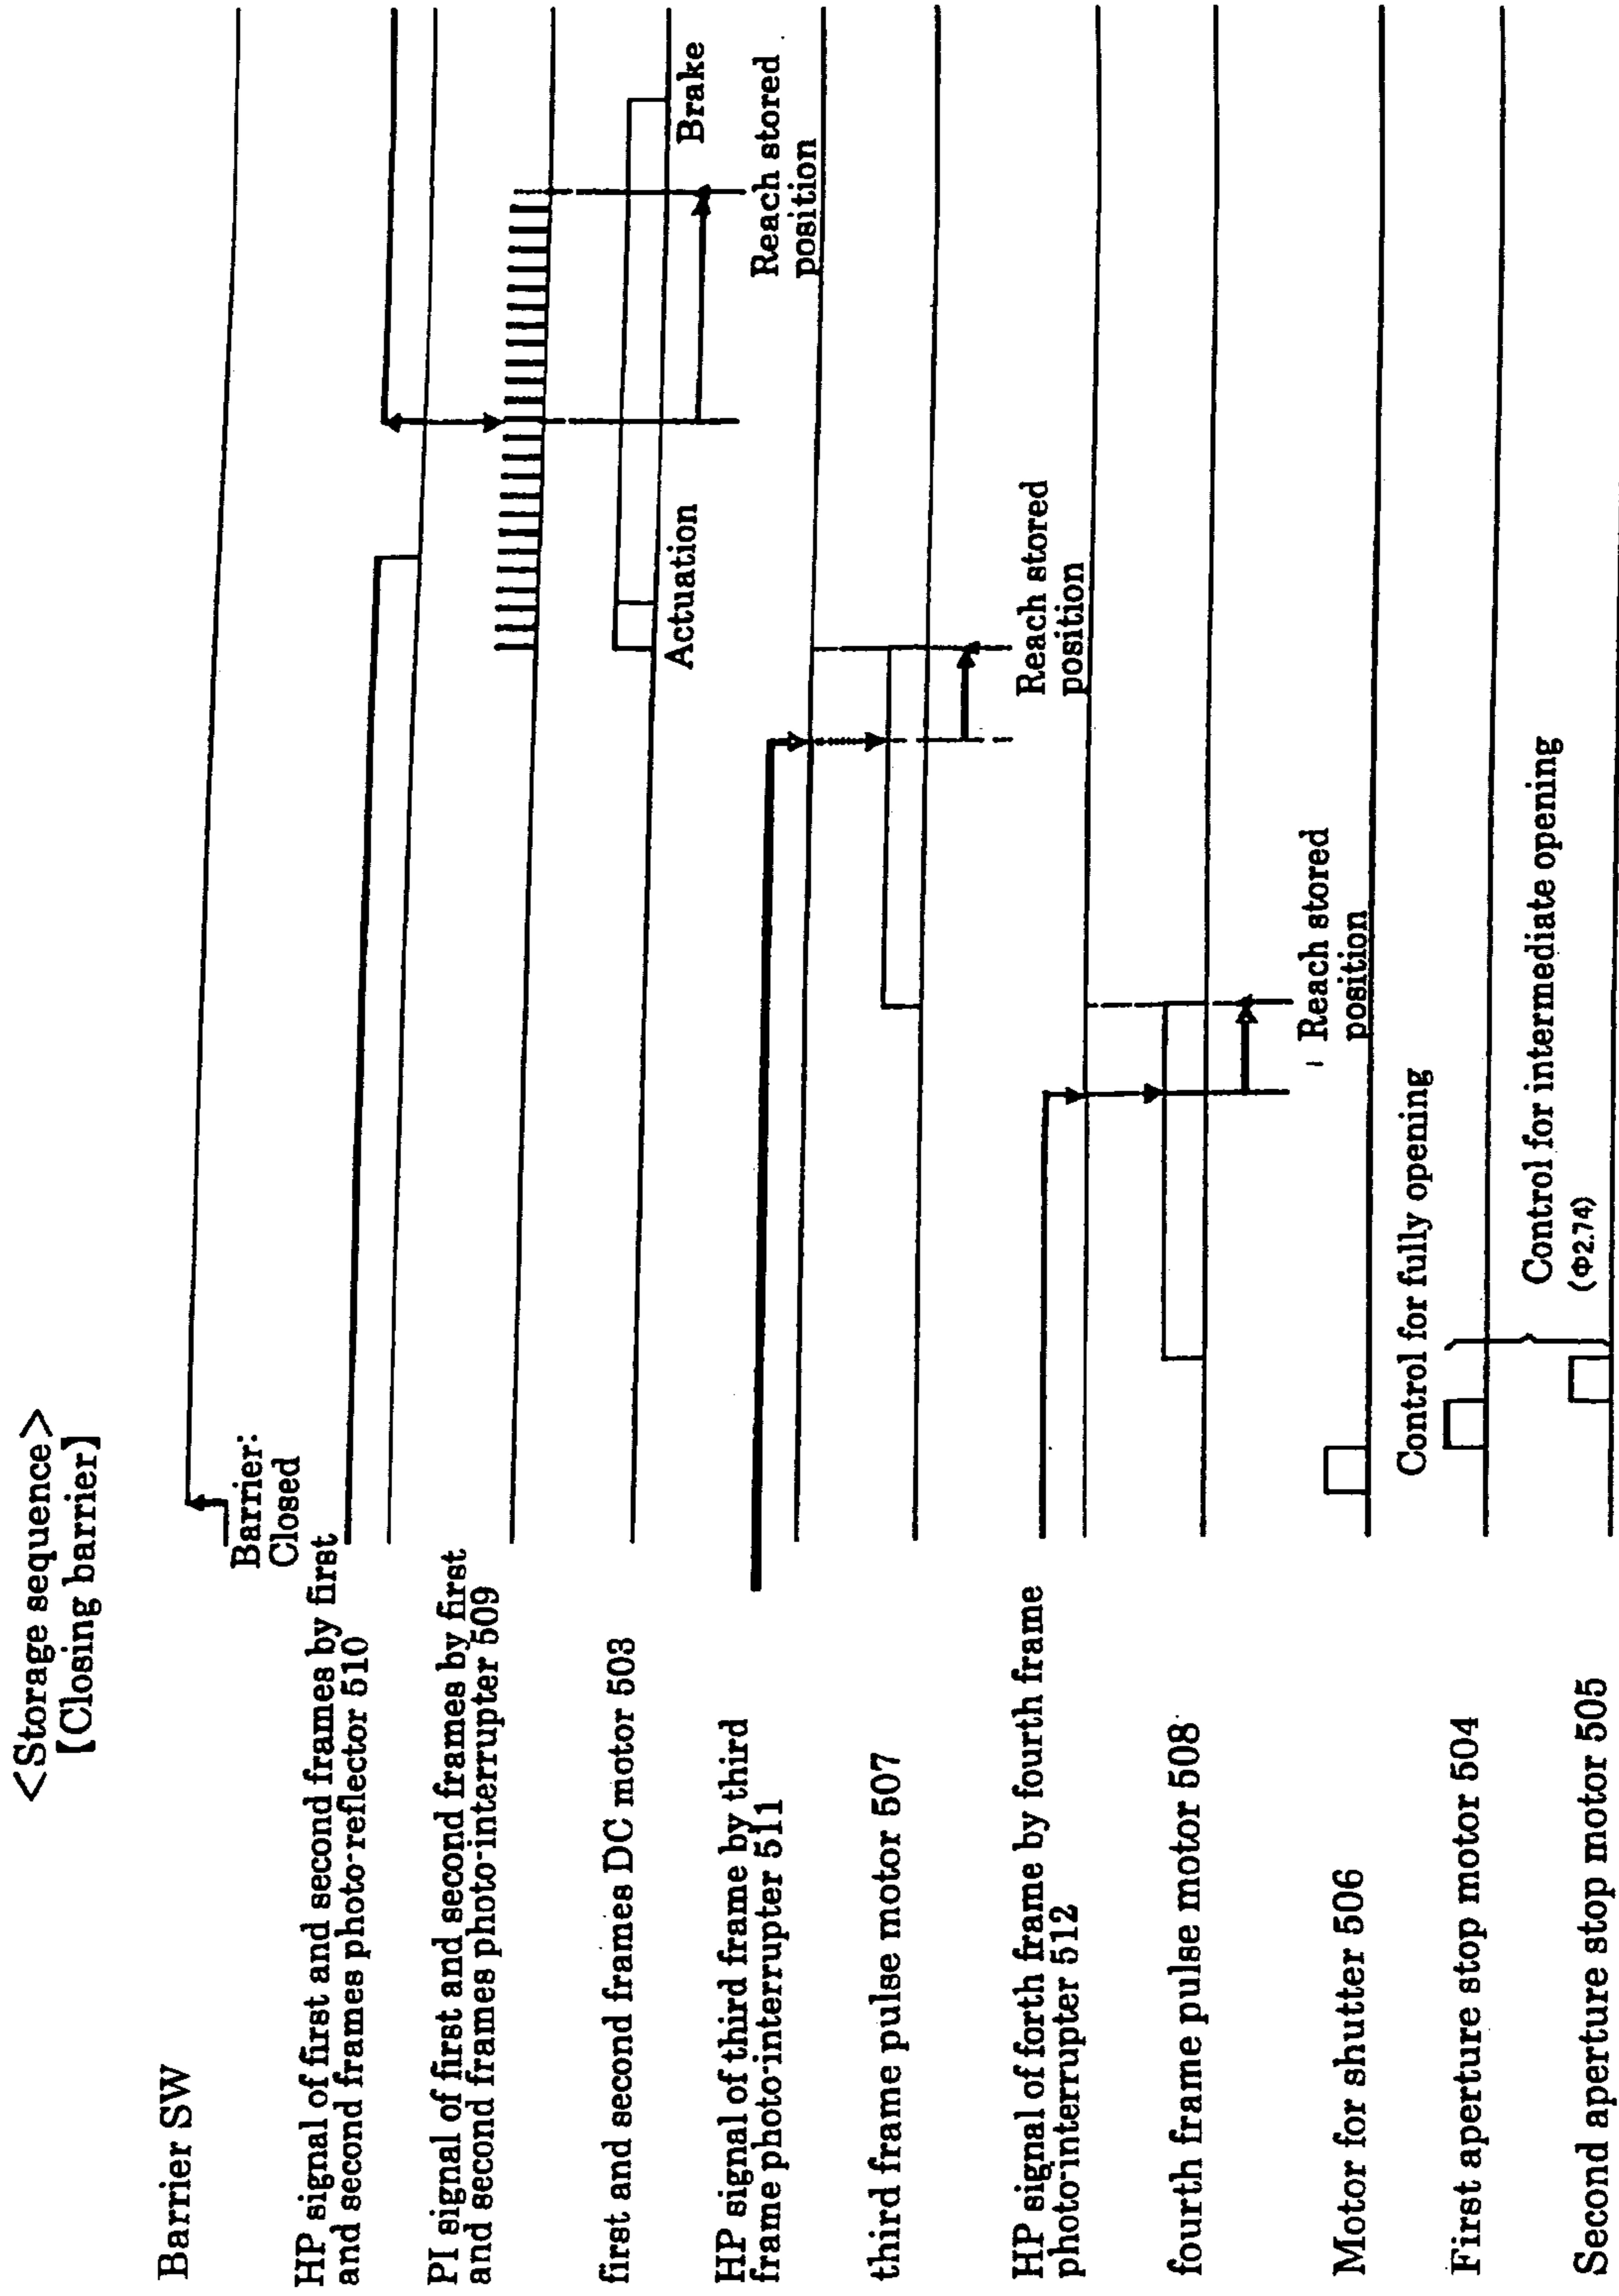 <Storage sequence>
【Closing barrier】
Barrier SW
Barrier:
Closed
HP signal of first and second frames by first
and second frames photo-reflector 510
PI signal of first and second frames by first
and second frames photo-interrupter 509
first and second frames DC motor 503
Actuation
Brake
HP signal of third frame by third
frame photo-interrupter 511
Reach stored
position
third frame pulse motor 507
HP signal of forth frame by fourth frame
photo-interrupter 512
Reach stored
position
fourth frame pulse motor 508
Motor for shutter 506
Reach stored
position
Control for fully opening
First aperture stop motor 504
Control for intermediate opening
(Φ2.74)
Second aperture stop motor 505